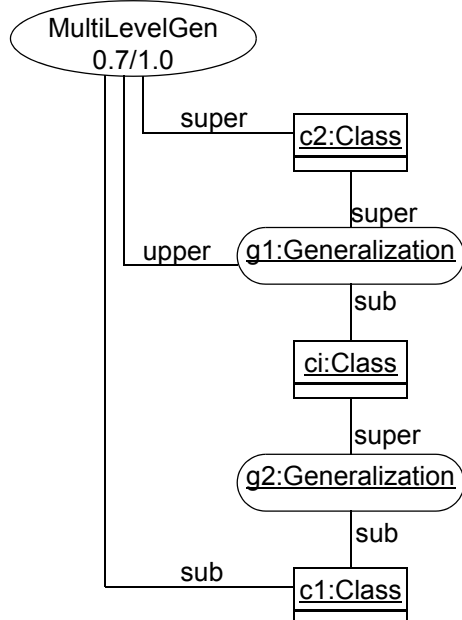 MultiLevelGen
0.7/1.0
super
c2:Class
super
upper
g1:Generalization
sub
ci:Class
super
g2:Generalization
sub
sub
c1:Class